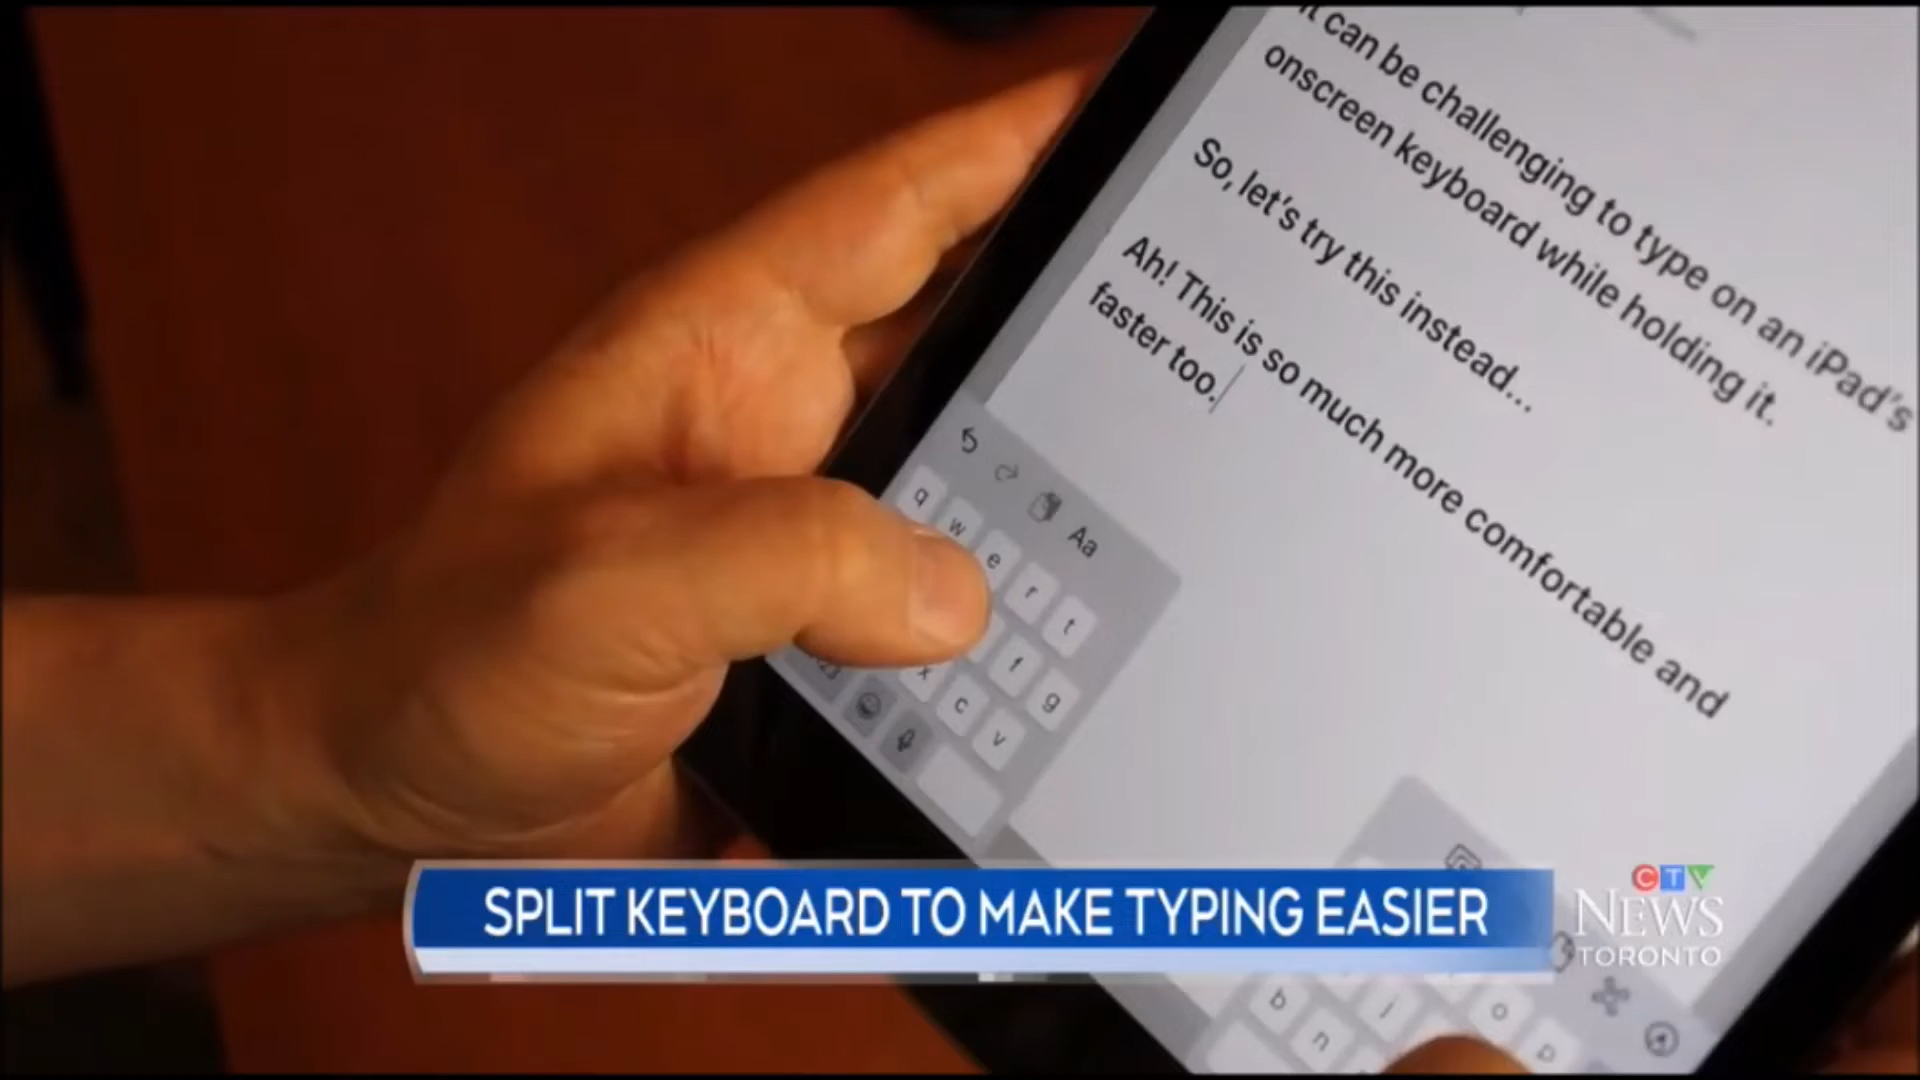 it can be challenging to type on an iPad's
onscreen keyboard while holding it.
So, let's try this instead...
Ah! This is so much more comfortable and
faster too.
Aa
q w e r t
f g
x c v
SPLIT KEYBOARD TO MAKE TYPING EASIER
CTV
NEWS
TORONTO
o p
b n